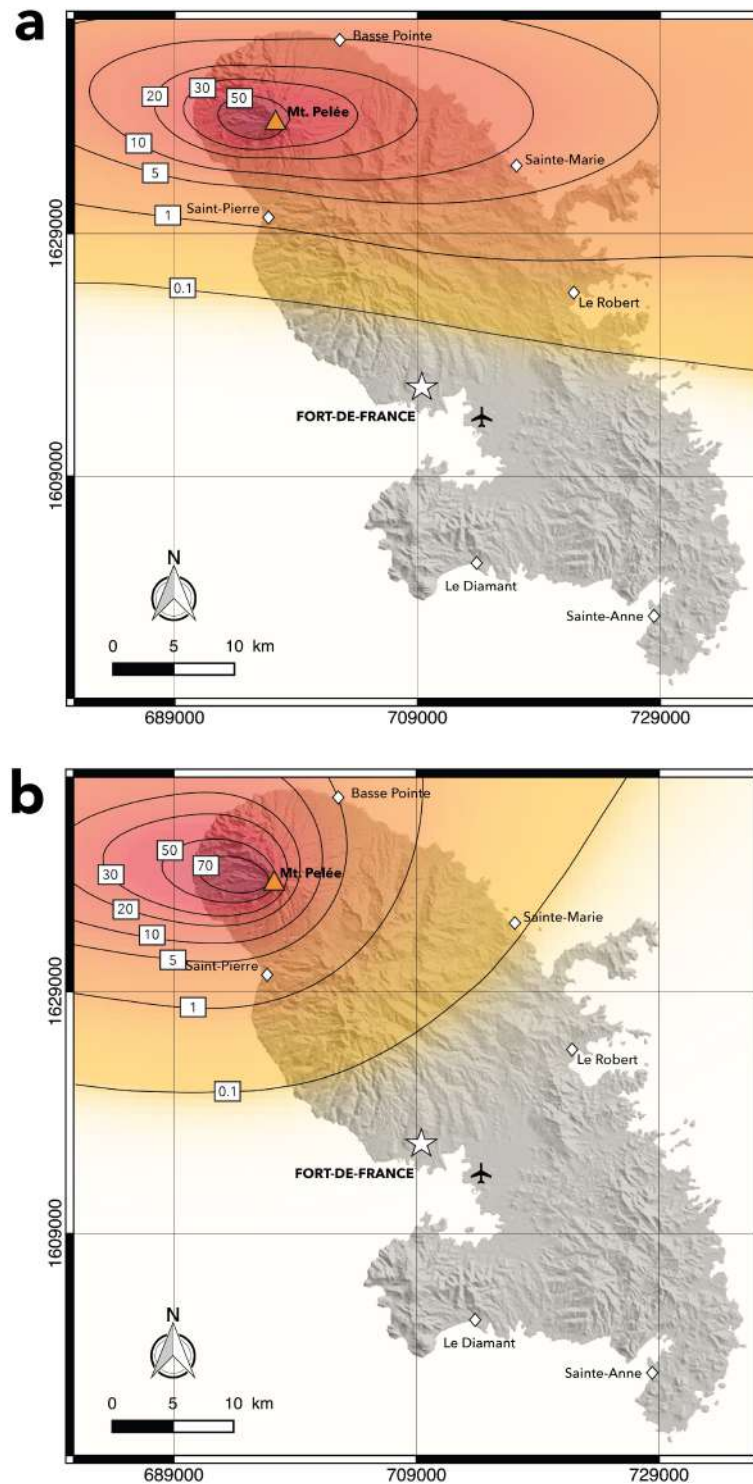 a
Basse Pointe
30
20
50
Mt. Pelée
10
5
Sainte-Marie
Saint-Pierre
1
1629000
0.1
Le Robert
FORT-DE-FRANCE
1609000
N
Le Diamant
Sainte-Anne
0 5 10 km
689000 709000 729000
b
Basse Pointe
50
70
30
Mt. Pelée
20
10
Sainte-Marie
5
Saint-Pierre
1629000
1
Le Robert
0.1
FORT-DE-FRANCE
1609000
N
Le Diamant
Sainte-Anne
0 5 10 km
689000 709000 729000